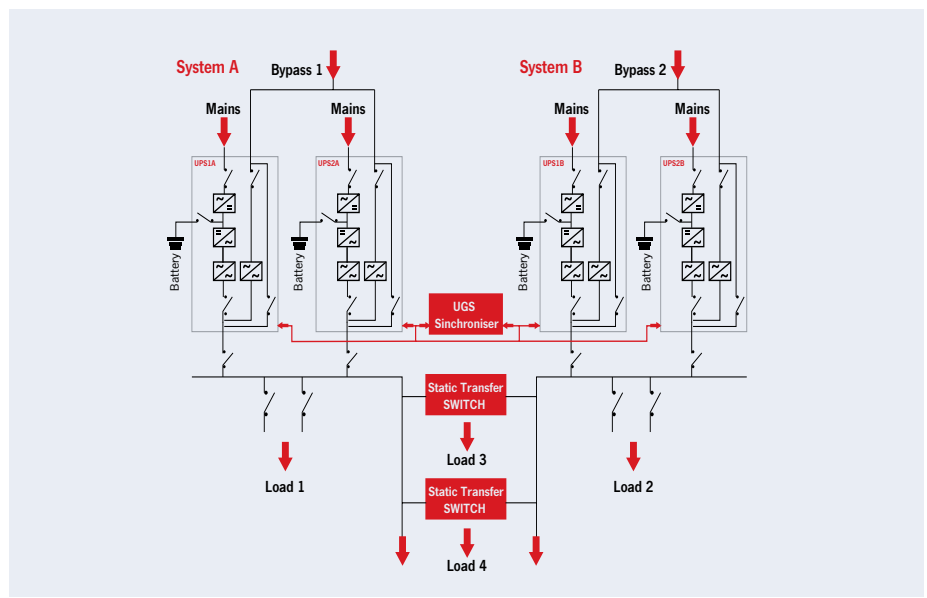 System A
Bypass 1
System B
Bypass 2
Mains
Mains
Mains
Mains
UPS1A
UPS2A
UPS1B
UPS2B
Battery
Battery
Battery
Battery
UGS
Sinchroniser
Static Transfer
SWITCH
Load 3
Load 1
Load 2
Static Transfer
SWITCH
Load 4